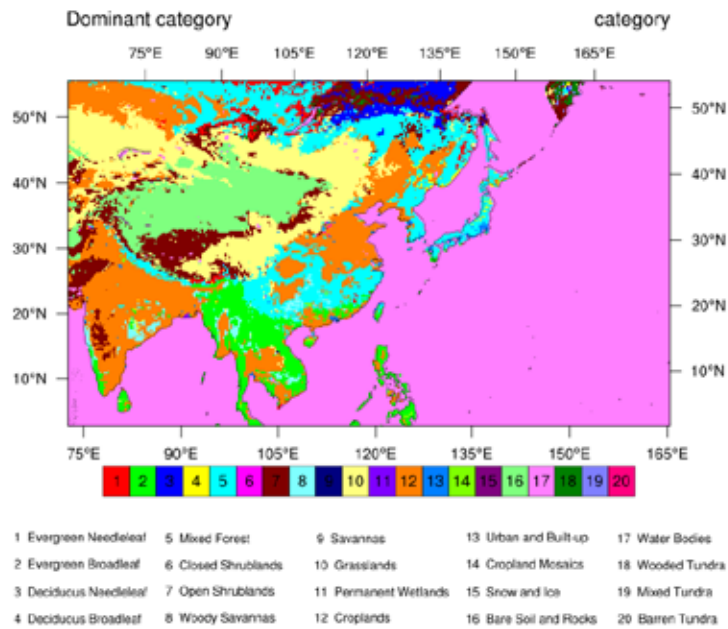 Dominant category category
75°E 90°E 105°E 120°E 135°E 150°E 165°E
50°N 50°N
40°N 40°N
30°N 30°N
20°N 20°N
10°N 10°N
75°E 90°E 105°E 120°E 135°E 150°E 165°E
1 2 3 4 5 6 7 8 9 10 11 12 13 14 15 16 17 18 19 20
1 Evergreen Needleleaf 5 Mixed Forest 9 Savannas 13 Urban and Built-up 17 Water Bodies
2 Evergreen Broadleaf 6 Closed Shrublands 10 Grasslands 14 Cropland Mosaics 18 Wooded Tundra
3 Deciducus Needleleaf 7 Open Shrublands 11 Permanent Wetlands 15 Snow and Ice 19 Mixed Tundra
4 Deciducus Broadleaf 8 Woody Savannas 12 Croplands 16 Bare Soil and Rocks 20 Barren Tundra